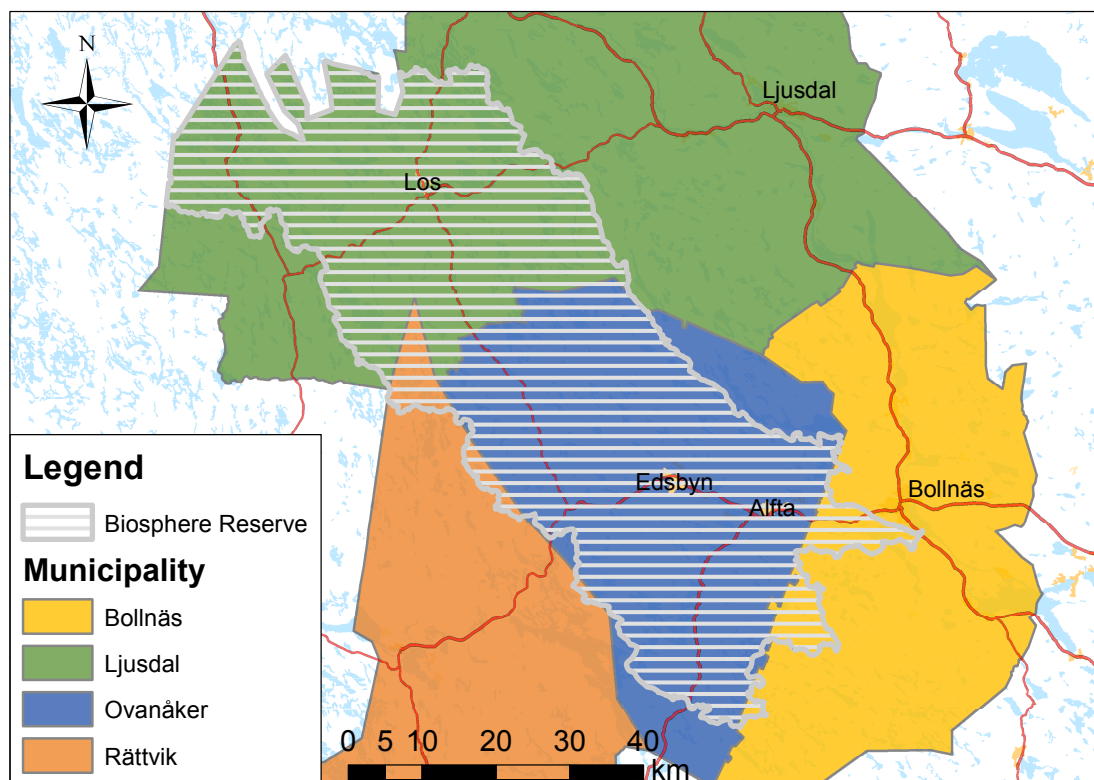 N
Ljusdal
Los
Edsbyn
Alfta
Bollnäs
Legend
Biosphere Reserve
Municipality
Bollnäs
Ljusdal
Ovanåker
Rättvik
0 5 10 20 30 40
km